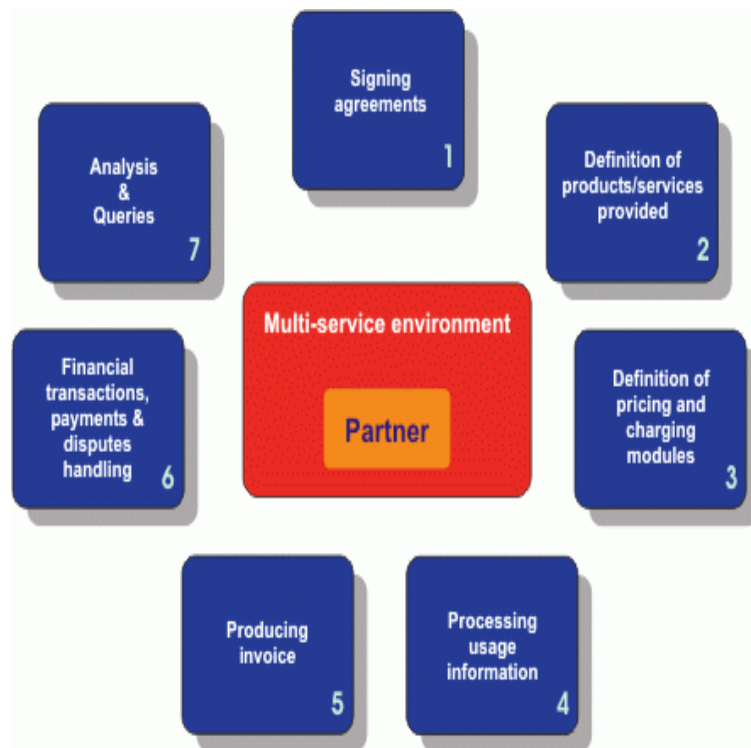 Signing
agreements
1
Definition of
products/services
provided
2
Definition of
pricing and
charging
modules
3
Processing
usage
information
4
Producing
invoice
5
Financial
transactions,
payments &
disputes
handling
6
Analysis
&
Queries
7
Multi-service environment
Partner